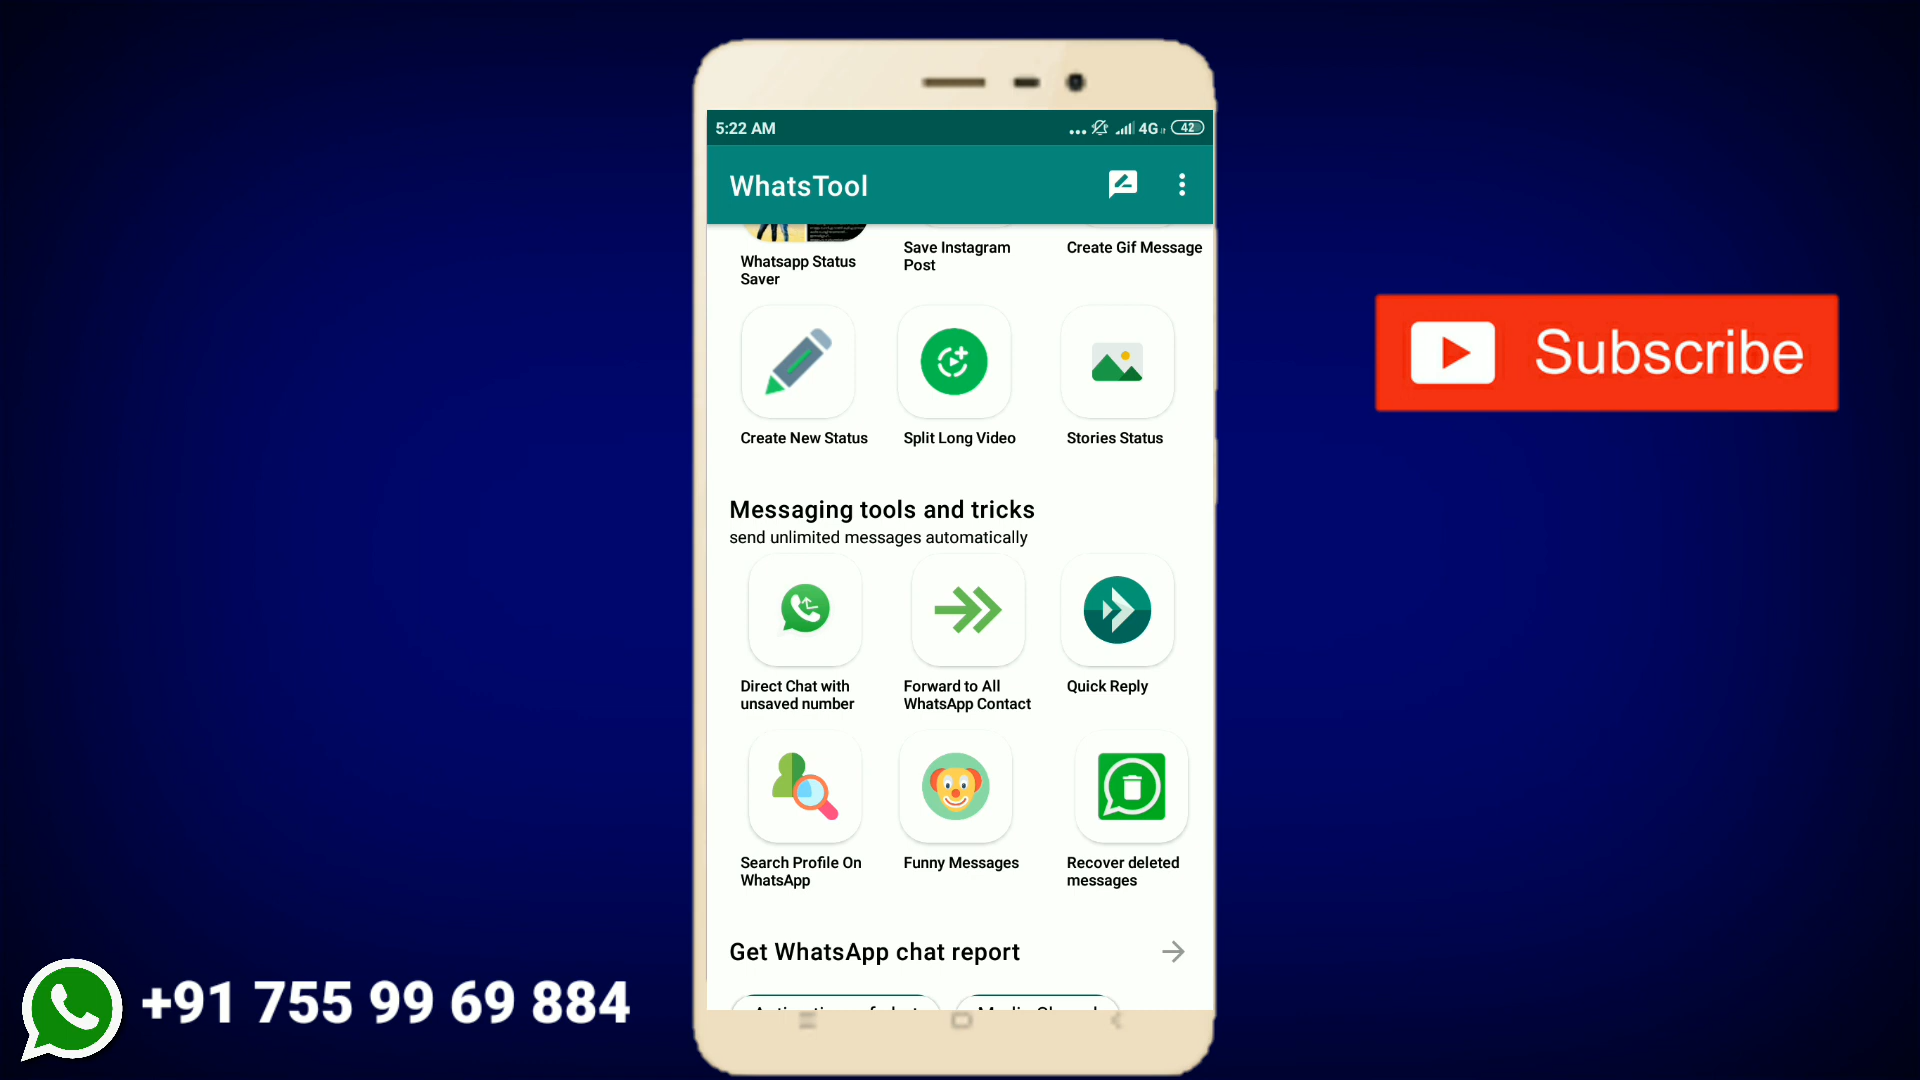 5:22 AM
4G
42
WhatsTool
Whatsapp Status
Saver
Save Instagram
Post
Create Gif Message
Subscribe
Create New Status
Split Long Video
Stories Status
Messaging tools and tricks
send unlimited messages automatically
Direct Chat with
unsaved number
Forward to All
WhatsApp Contact
Quick Reply
Search Profile On
WhatsApp
Funny Messages
Recover deleted
messages
Get WhatsApp chat report
+91 755 99 69 884